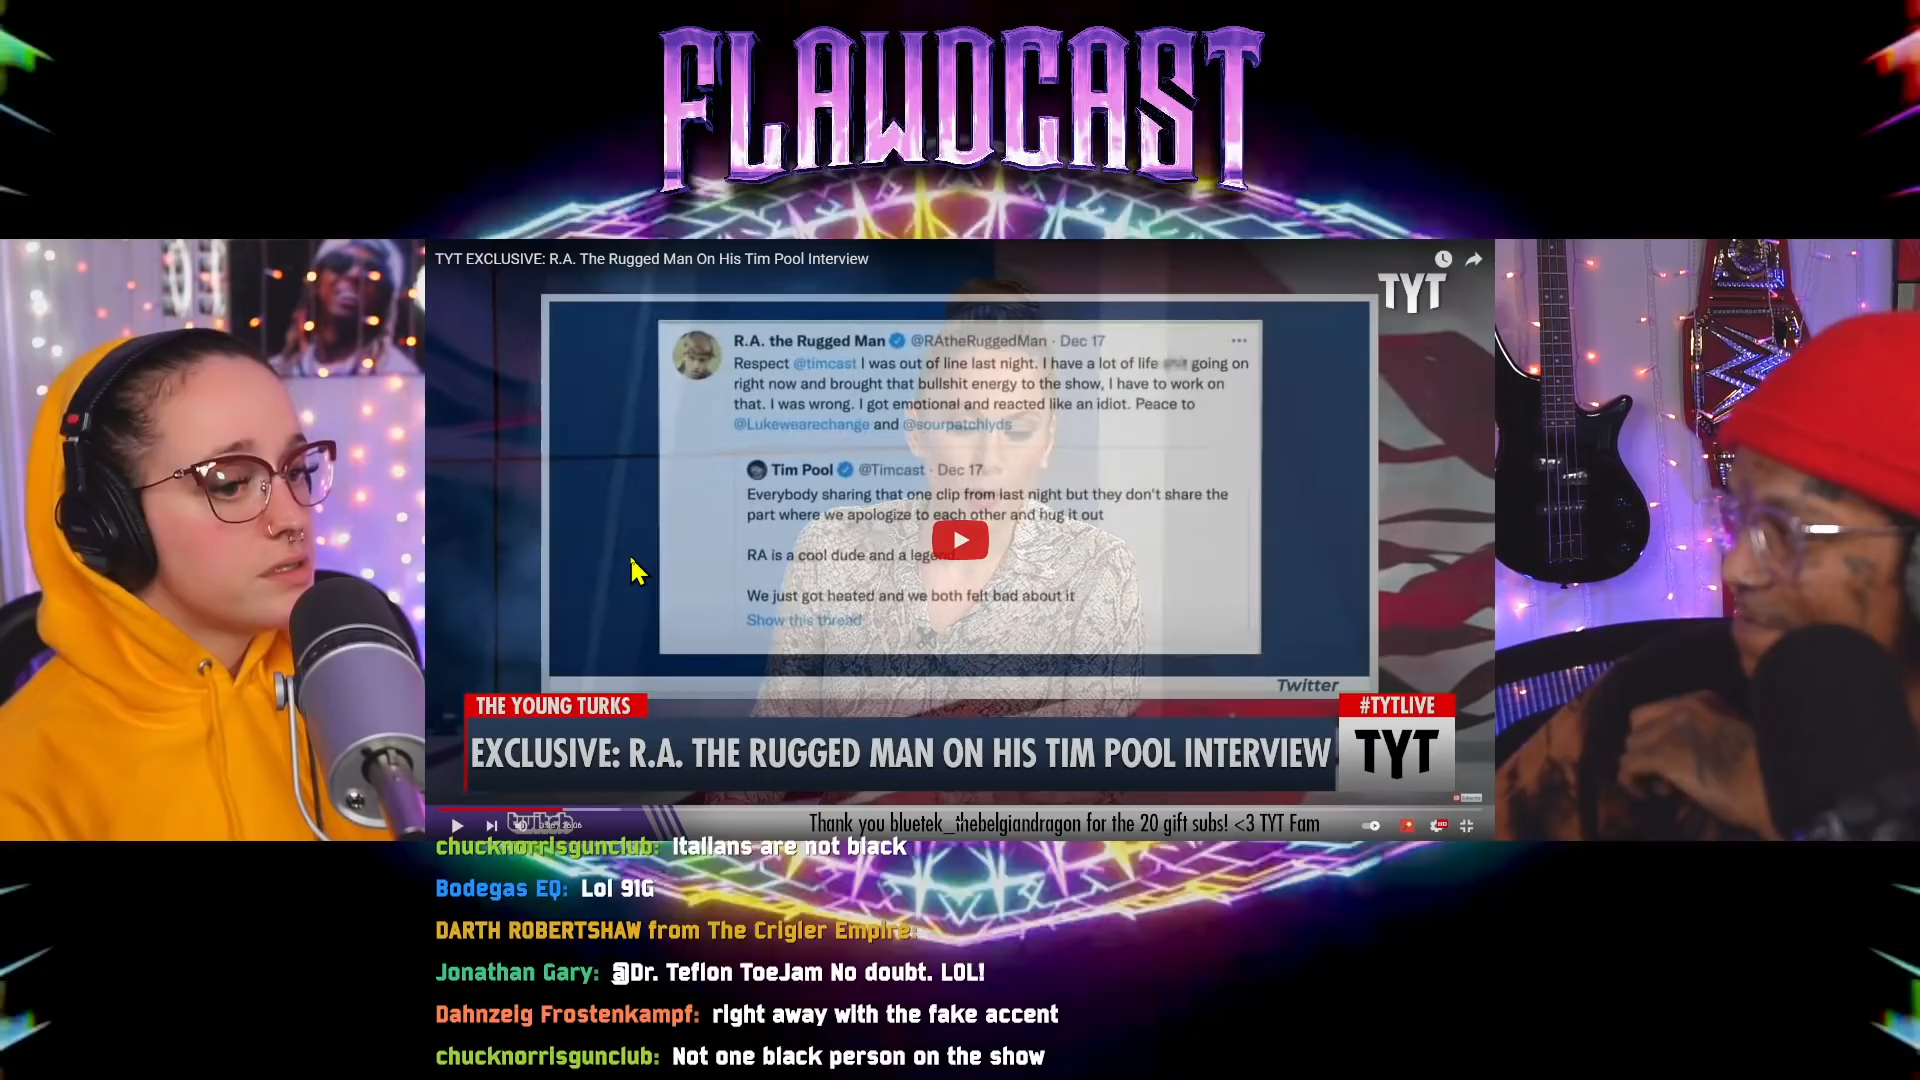 FLAWDCAST
TYT EXCLUSIVE: R.A. The Rugged Man On His Tim Pool Interview
TYT
R.A. the Rugged Man @RAtheRuggedMan · Dec 17
Respect @timcast I was out of line last night. I have a lot of life going on
right now and brought that bullshit energy to the show, I have to work on
that. I was wrong. I got emotional and reacted like an idiot. Peace to
@Lukewearechange and @sourpatchlyds
Tim Pool @Timcast · Dec 17
Everybody sharing that one clip from last night but they don't share the
part where we apologize to each other and hug it out
RA is a cool dude and a legend.
We just got heated and we both felt bad about it
Show this thread
Twitter
THE YOUNG TURKS
#TYTLIVE
EXCLUSIVE: R.A. THE RUGGED MAN ON HIS TIM POOL INTERVIEW
TYT
twitch
Thank you bluetek_thebelgiandragon for the 20 gift subs! <3 TYT Fam
chucknorrisgunclub: Italians are not black
Bodegas EQ: Lol 91G
DARTH ROBERTSHAW from The Crigler Empire:
Jonathan Gary: @Dr. Teflon ToeJam No doubt. LOL!
Dahnzeig Frostenkampf: right away with the fake accent
chucknorrisgunclub: Not one black person on the show